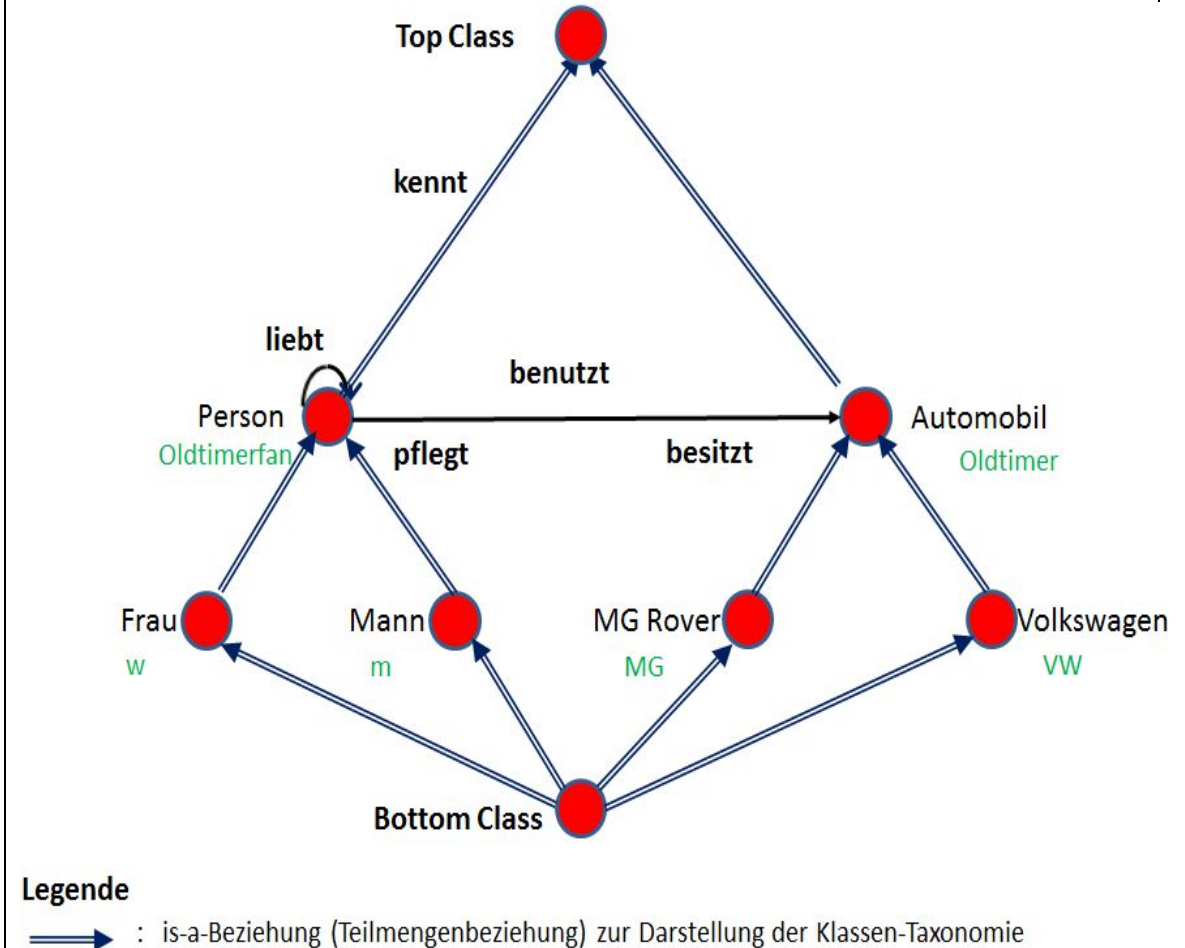 Top Class
kennt
liebt
benutzt
Person
Automobil
Oldtimerfan
pflegt
besitzt
Oldtimer
Frau
Mann
MG Rover
Volkswagen
w
m
MG
VW
Bottom Class
Legende
: is-a-Beziehung (Teilmengenbeziehung) zur Darstellung der Klassen-Taxonomie